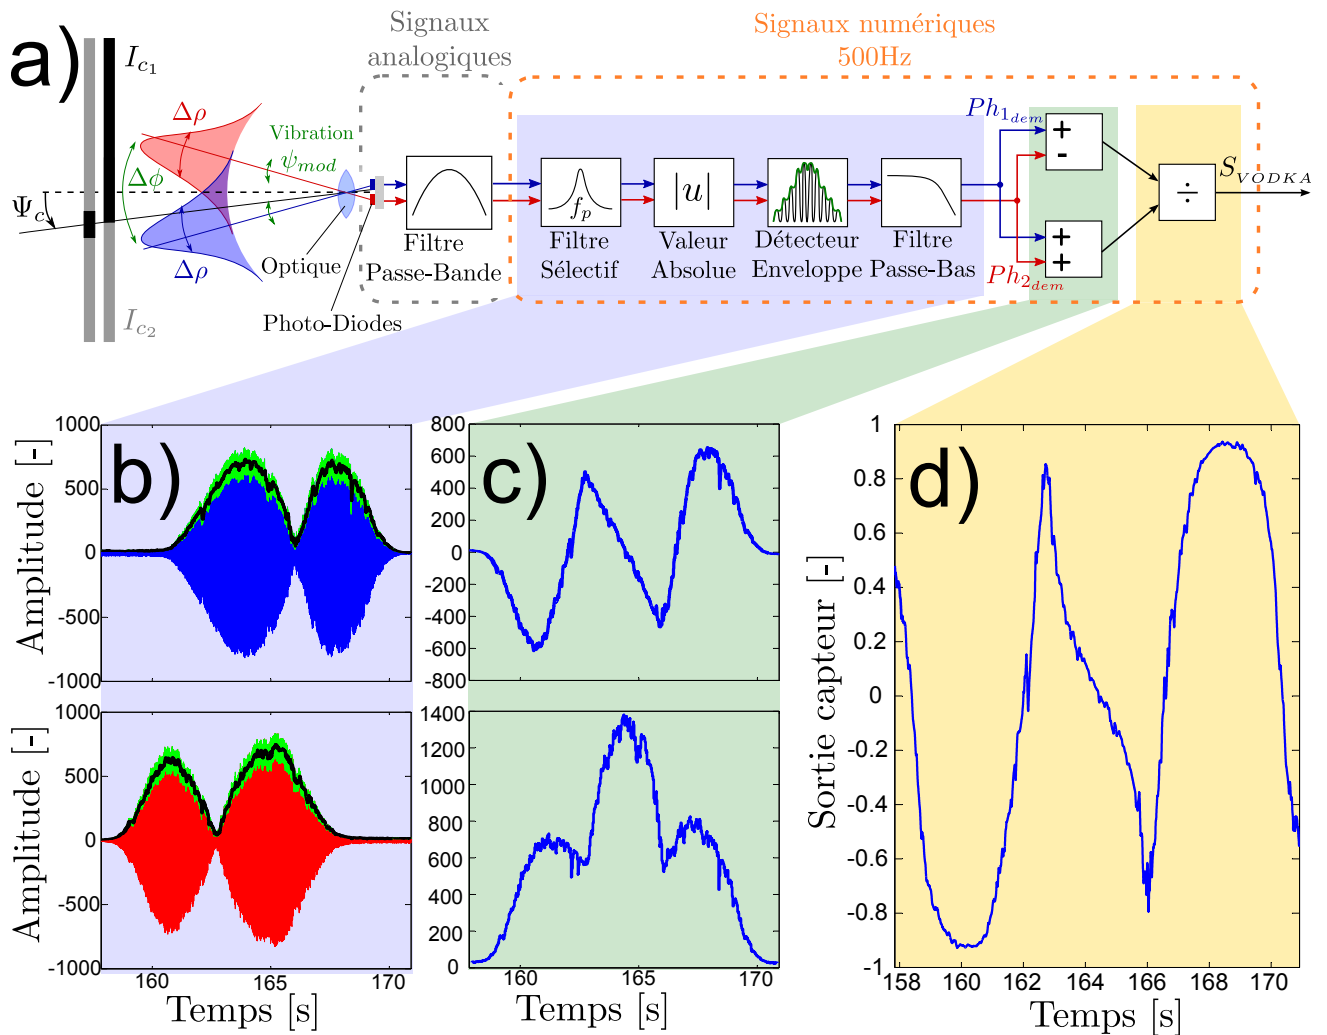 a)
I_{c_1}
Signaux
analogiques
Signaux numériques
500Hz
Δρ
Vibration
ψ_{mod}
Δϕ
Ψ_c
Δρ
Optique
Photo-Diodes
I_{c_2}
Filtre
Passe-Bande
f_p
Filtre
Sélectif
|u|
Valeur
Absolue
Détecteur
Enveloppe
Filtre
Passe-Bas
Ph_{1_{dem}}
Ph_{2_{dem}}
+
-
+
+
÷
S_{VODKA}
b)
Amplitude [-]
1000
500
0
-500
-1000
Amplitude [-]
1000
500
0
-500
-1000
160
165
170
Temps [s]
c)
800
600
400
200
0
-200
-400
-600
-800
1400
1200
1000
800
600
400
200
0
160
165
170
Temps [s]
d)
Sortie capteur [-]
1
0.8
0.6
0.4
0.2
0
-0.2
-0.4
-0.6
-0.8
-1
158
160
162
164
166
168
170
Temps [s]